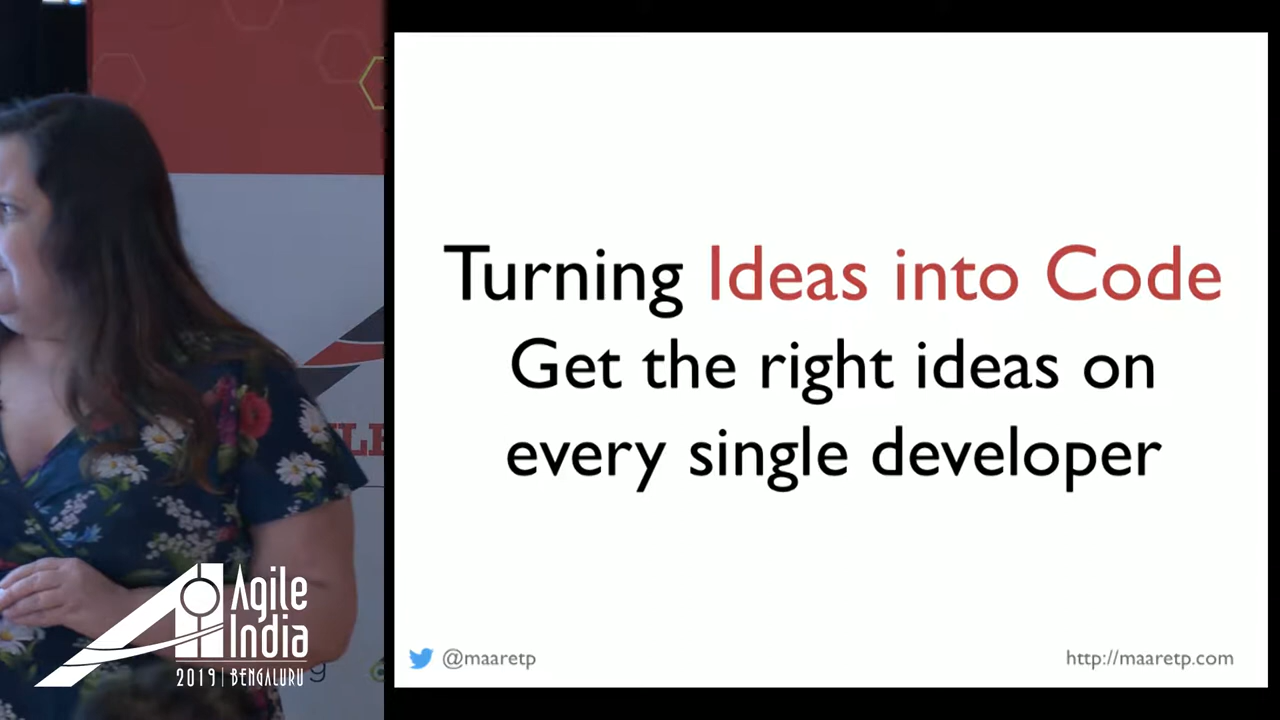 Turning Ideas into Code
Get the right ideas on
every single developer
@maaretp
http://maaretp.com
Agile
India
2019 | BENGALURU